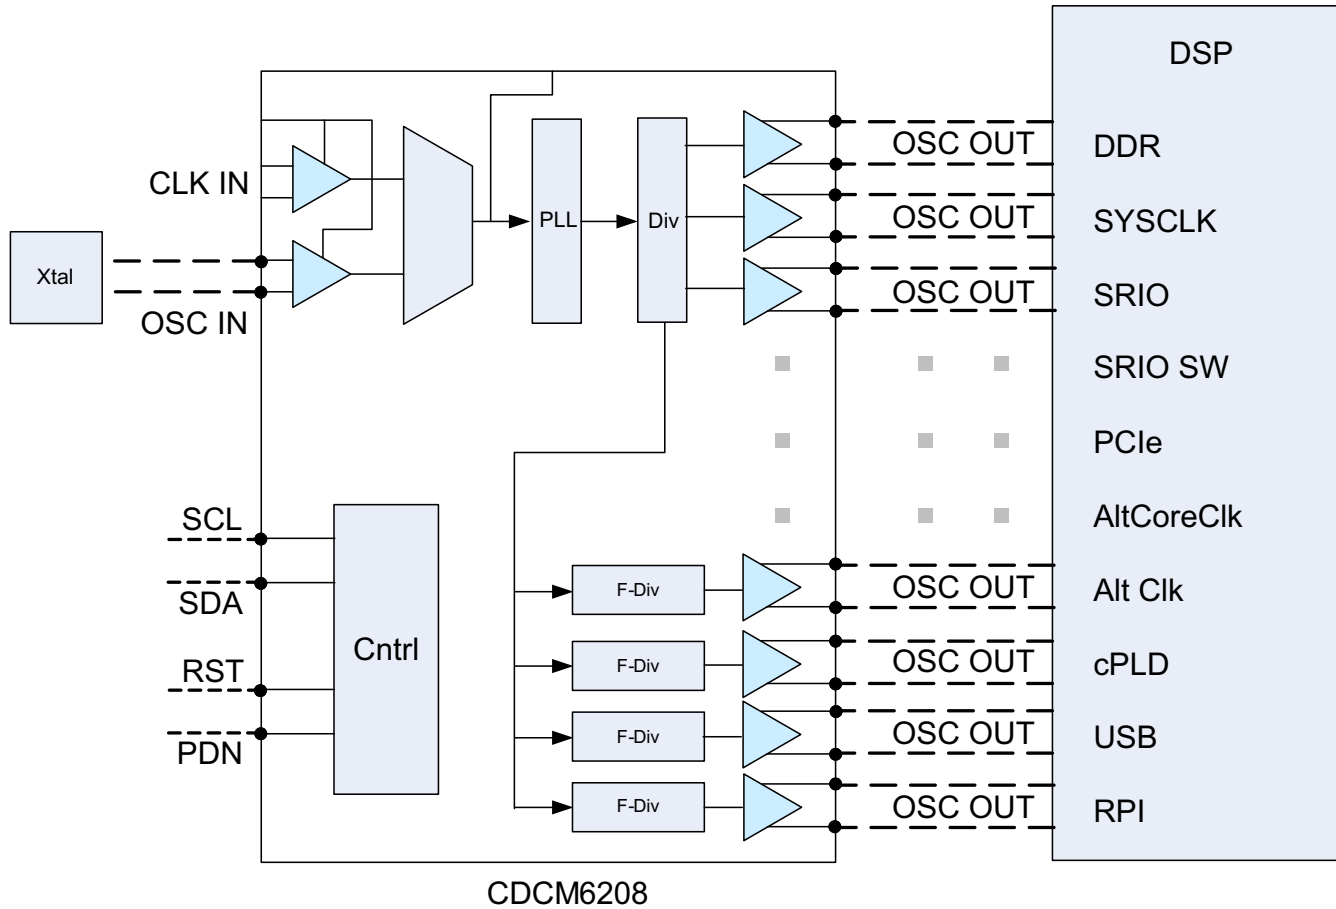 DSP
OSC OUT
DDR
CLK IN
PLL
Div
OSC OUT
SYSCLK
Xtal
OSC IN
OSC OUT
SRIO
SRIO SW
PCIe
SCL
AltCoreClk
SDA
F-Div
OSC OUT
Alt Clk
Cntrl
RST
F-Div
OSC OUT
cPLD
PDN
F-Div
OSC OUT
USB
F-Div
OSC OUT
RPI
CDCM6208